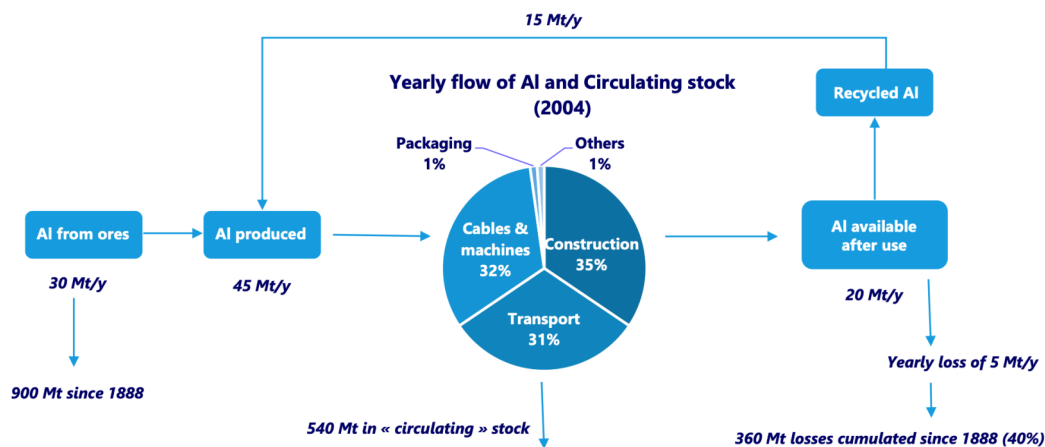 15 Mt/y
Yearly flow of Al and Circulating stock
(2004)
Recycled Al
Packaging
1%
Others
1%
Al from ores
Al produced
Cables &
machines
32%
Construction
35%
Al available
after use
30 Mt/y
45 Mt/y
20 Mt/y
Transport
31%
Yearly loss of 5 Mt/y
900 Mt since 1888
540 Mt in « circulating » stock
360 Mt losses cumulated since 1888 (40%)